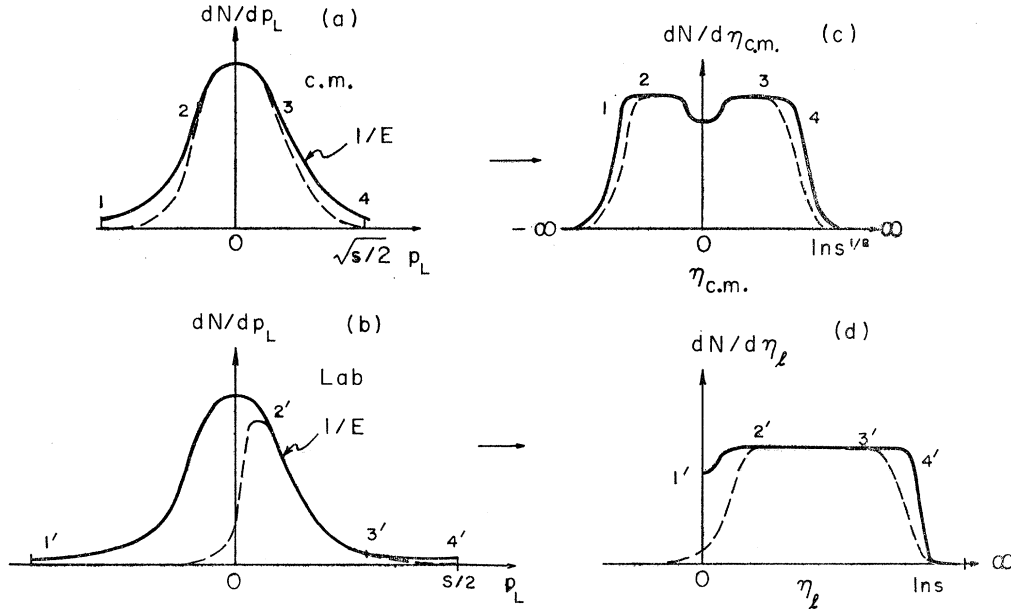 dN/dp_L (a)
c.m.
2
3
1/E
1
4
0
√s/2 p_L
dN/dη_c.m. (c)
2
3
1
4
- ∞
0
lns^1/2
∞
η_c.m.
dN/dp_L (b)
Lab
2′
1/E
1′
3′
4′
0
S/2
p_L
(d)
dN/dη_ℓ
2′
3′
1′
4′
0
η_ℓ
lns
∞